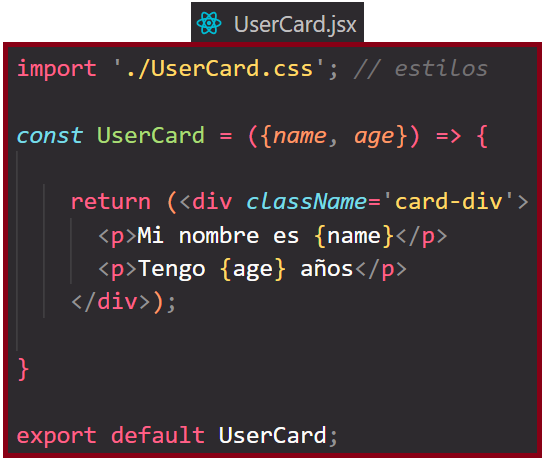 UserCard.jsx
import './UserCard.css'; // estilos
const UserCard = ({name, age}) => {
return (<div className='card-div'>
<p>Mi nombre es {name}</p>
<p>Tengo {age} años</p>
</div>);
}
export default UserCard;